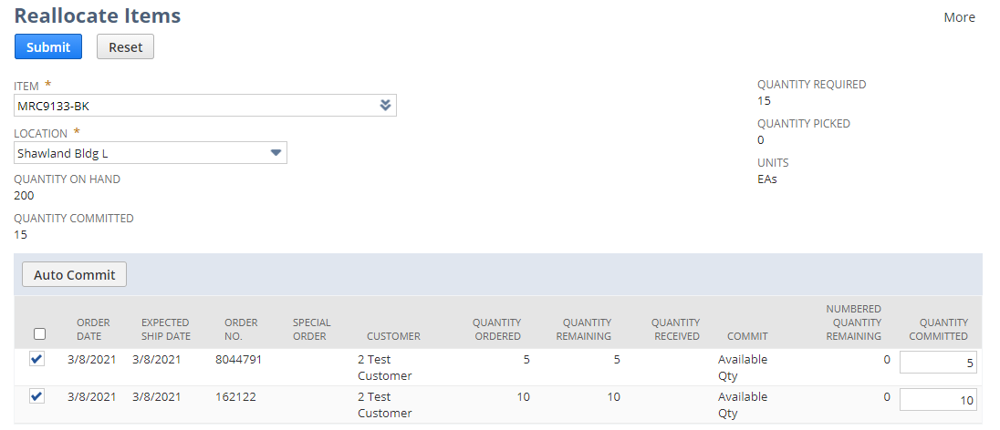 Reallocate Items
More
Submit
Reset
ITEM *
MRC9133-BK
LOCATION *
Shawland Bldg L
QUANTITY ON HAND
200
QUANTITY COMMITTED
15
QUANTITY REQUIRED
15
QUANTITY PICKED
0
UNITS
EAs
Auto Commit
ORDER DATE EXPECTED SHIP DATE ORDER NO. SPECIAL ORDER CUSTOMER QUANTITY ORDERED QUANTITY REMAINING QUANTITY RECEIVED COMMIT NUMBERED QUANTITY REMAINING QUANTITY COMMITTED
3/8/2021 3/8/2021 8044791 2 Test Customer 5 5 Available Qty 0 5
3/8/2021 3/8/2021 162122 2 Test Customer 10 10 Available Qty 0 10